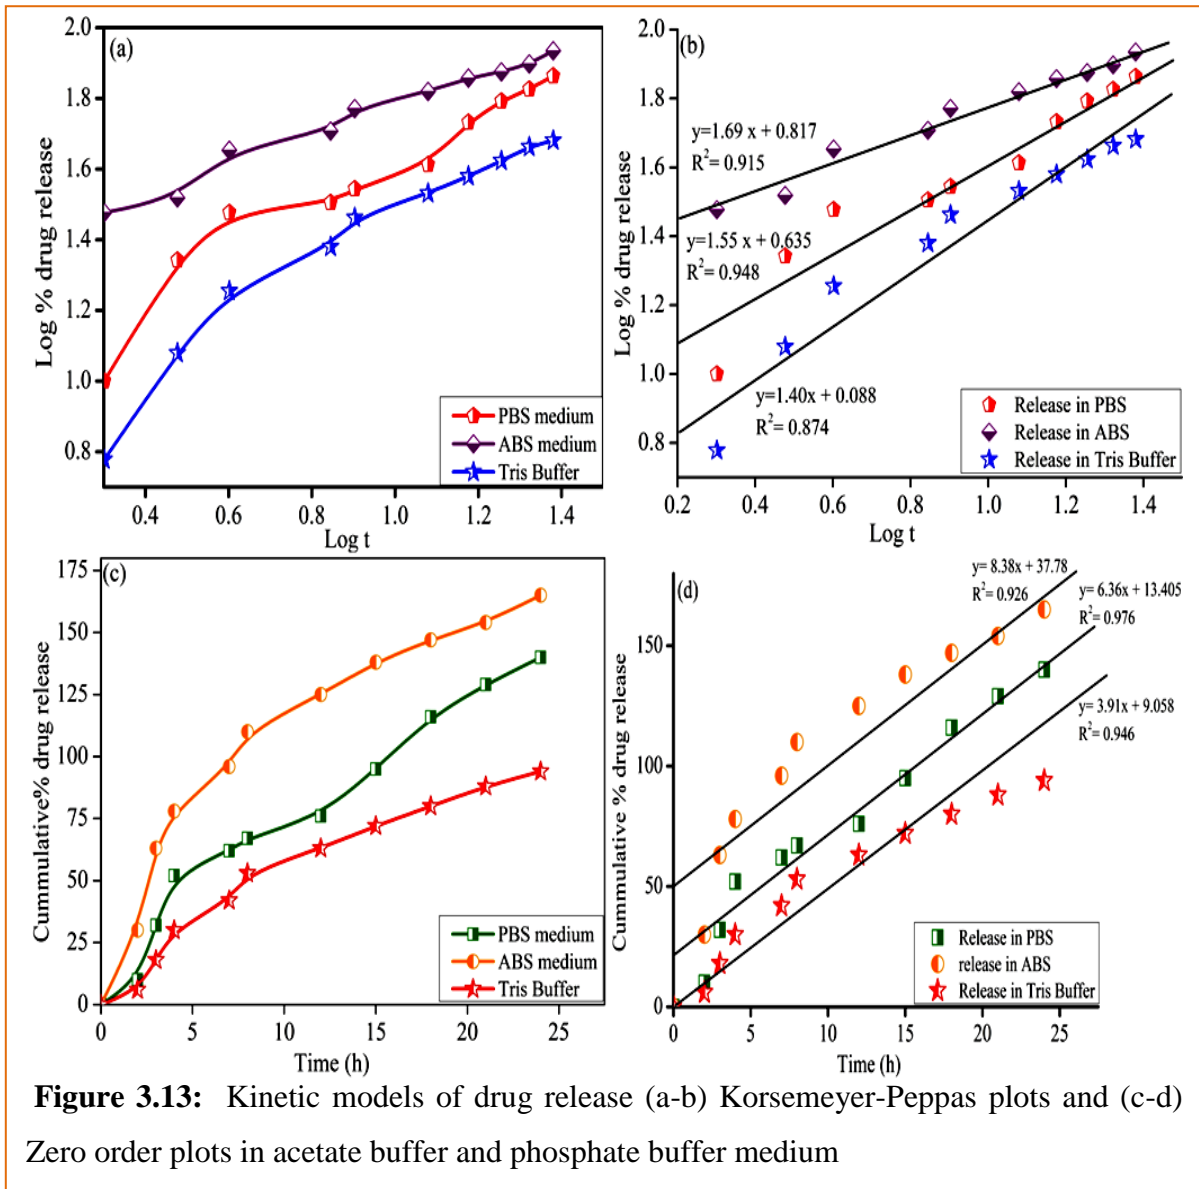 (a)
2.0
1.8
1.6
1.4
1.2
1.0
0.8
Log % drug release
PBS medium
ABS medium
Tris Buffer
0.4 0.6 0.8 1.0 1.2 1.4
Log t
(b)
2.0
1.8
1.6
1.4
1.2
1.0
0.8
Log % drug release
y=1.69 x + 0.817
R²= 0.915
y=1.55 x + 0.635
R²= 0.948
y=1.40x + 0.088
R²= 0.874
Release in PBS
Release in ABS
Release in Tris Buffer
0.2 0.4 0.6 0.8 1.0 1.2 1.4
Log t
(c)
175
150
125
100
75
50
25
0
Cummulative% drug release
PBS medium
ABS medium
Tris Buffer
0 5 10 15 20 25
Time (h)
(d)
150
100
50
0
Cummulative % drug release
y= 8.38x + 37.78
R²= 0.926
y= 6.36x + 13.405
R²= 0.976
y= 3.91x + 9.058
R²= 0.946
Release in PBS
release in ABS
Release in Tris Buffer
0 5 10 15 20 25
Time (h)
Figure 3.13: Kinetic models of drug release (a-b) Korsemeyer-Peppas plots and (c-d)
Zero order plots in acetate buffer and phosphate buffer medium